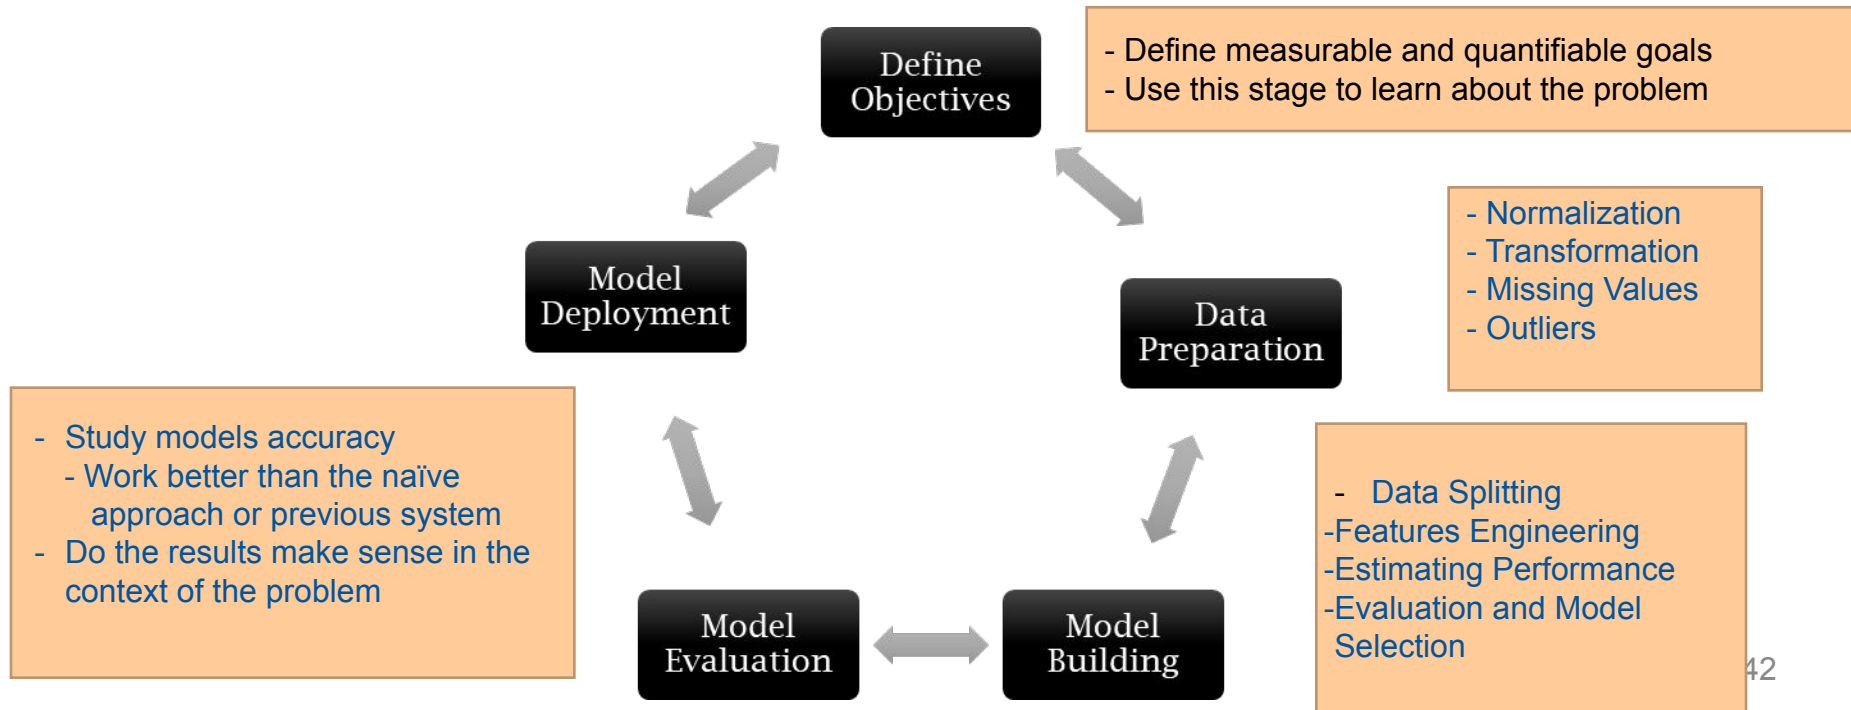 Define
Objectives
- Define measurable and quantifiable goals
- Use this stage to learn about the problem
- Normalization
- Transformation
- Missing Values
- Outliers
Model
Deployment
Data
Preparation
- Study models accuracy
- Work better than the naïve
approach or previous system
- Do the results make sense in the
context of the problem
- Data Splitting
-Features Engineering
-Estimating Performance
-Evaluation and Model
Selection
Model
Evaluation
Model
Building
42